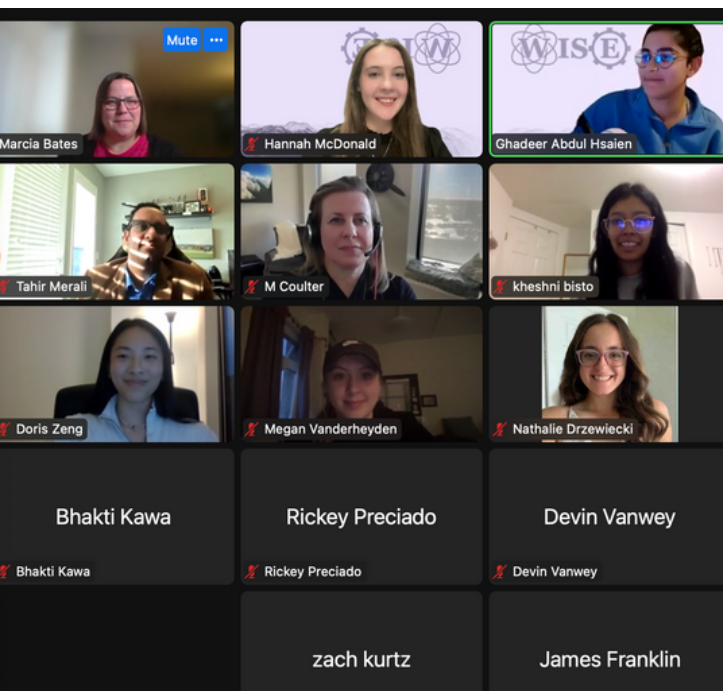 Mute ···
Marcia Bates
WISE
Hannah McDonald
WISE
Ghadeer Abdul Hsaien
Tahir Merali
M Coulter
kheshni bisto
Doris Zeng
Megan Vanderheyden
Nathalie Drzewiecki
Bhakti Kawa
Bhakti Kawa
Rickey Preciado
Rickey Preciado
Devin Vanwey
Devin Vanwey
zach kurtz
James Franklin